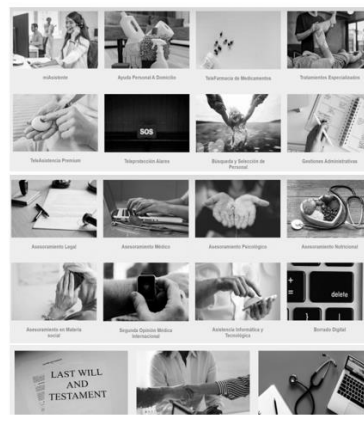 Ayuda Personal A Domicilio
TeleFarmacia de Medicamentos
Tratamientos Especializados
SOS
TeleAsistencia Premium
Teleprotección Alarma
Búsqueda y Selección de
Personal
Gestiones Administrativas
Asesoramiento Legal
Asesoramiento Médico
Asesoramiento Psicológico
Asesoramiento Nutricional
delete
Asesoramiento en Materia
social
Segunda Opinión Médica
Internacional
Asistencia Informática y
Tecnológica
Borrado Digital
LAST WILL
AND
TESTAMENT